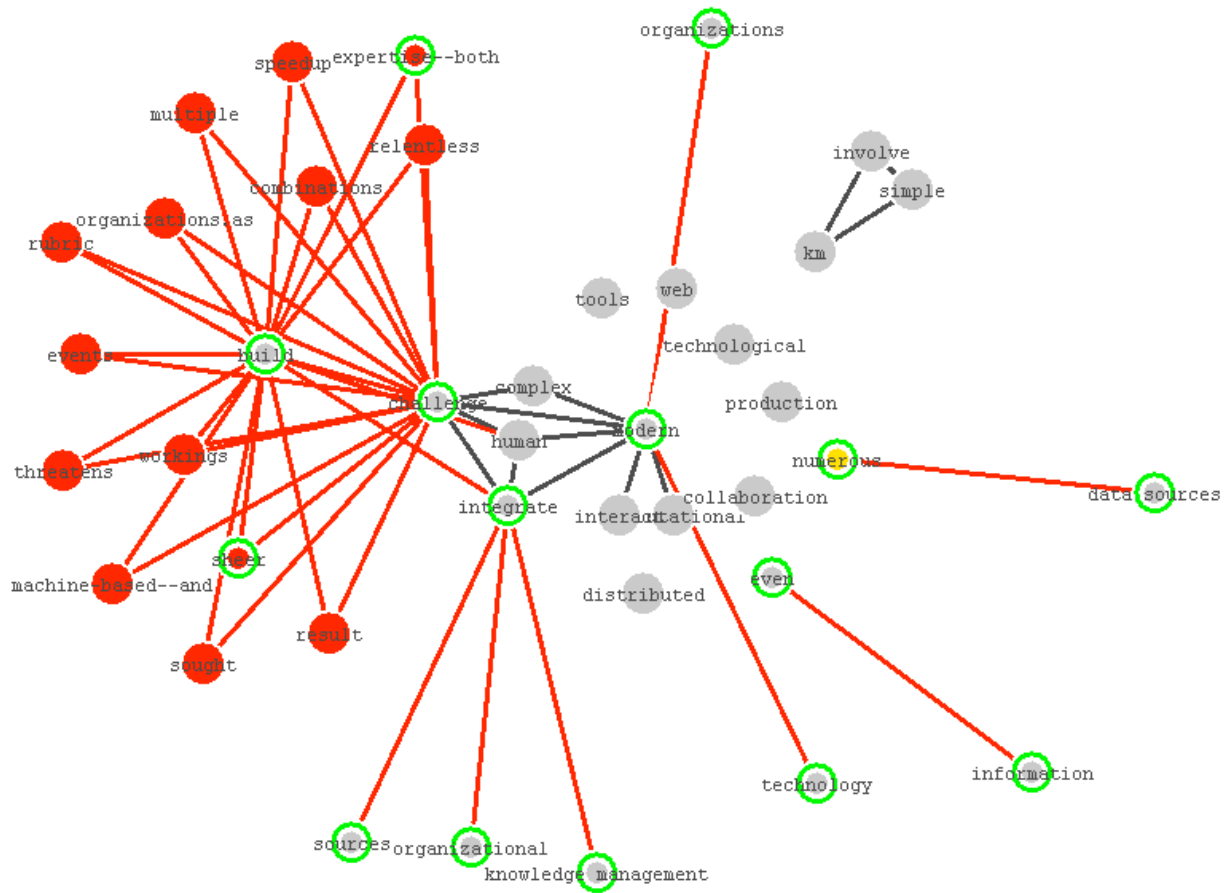 organizations
expertise--both
speedup
muitiple
relentless
involve
simple
combinations
organizations.as
rubric
km
web
tools
technological
events
build
complex
challenge
production
modern
human
numerous
workings
threatens
data sources
collaboration
integrate
interact
sheer
even
machine-based--and
distributed
result
sought
information
technology
sources
organizational
knowledge management